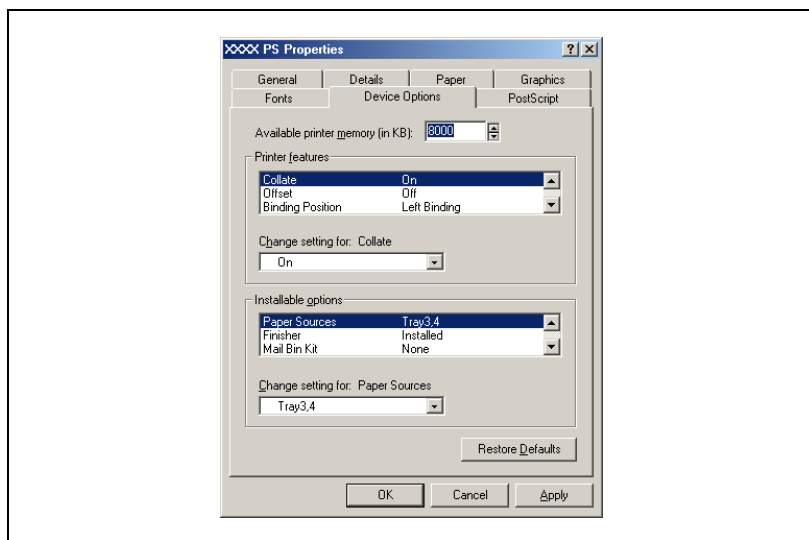 XXXX PS Properties
General Details Paper Graphics
Fonts Device Options PostScript
Available printer memory (in KB): 8000
Printer features
Collate On
Offset Off
Binding Position Left Binding
Change setting for: Collate
On
Installable options
Paper Sources Tray3,4
Finisher Installed
Mail Bin Kit None
Change setting for: Paper Sources
Tray3,4
Restore Defaults
OK Cancel Apply